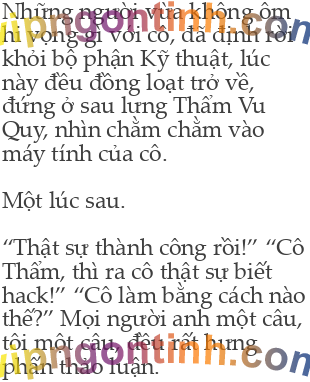 Những người vừa không ôm
hi vọng gì với cô, đã định rời
khỏi bộ phận Kỹ thuật, lúc
này đều đồng loạt trở về,
đứng ở sau lưng Thẩm Vu
Quy, nhìn chằm chằm vào
máy tính của cô.
Một lúc sau.
“Thật sự thành công rồi!” “Cô
Thẩm, thì ra cô thật sự biết
hack!” “Cô làm bằng cách nào
thế?” Mọi người anh một câu,
tôi một câu, đều rất hưng
phấn thảo luận.